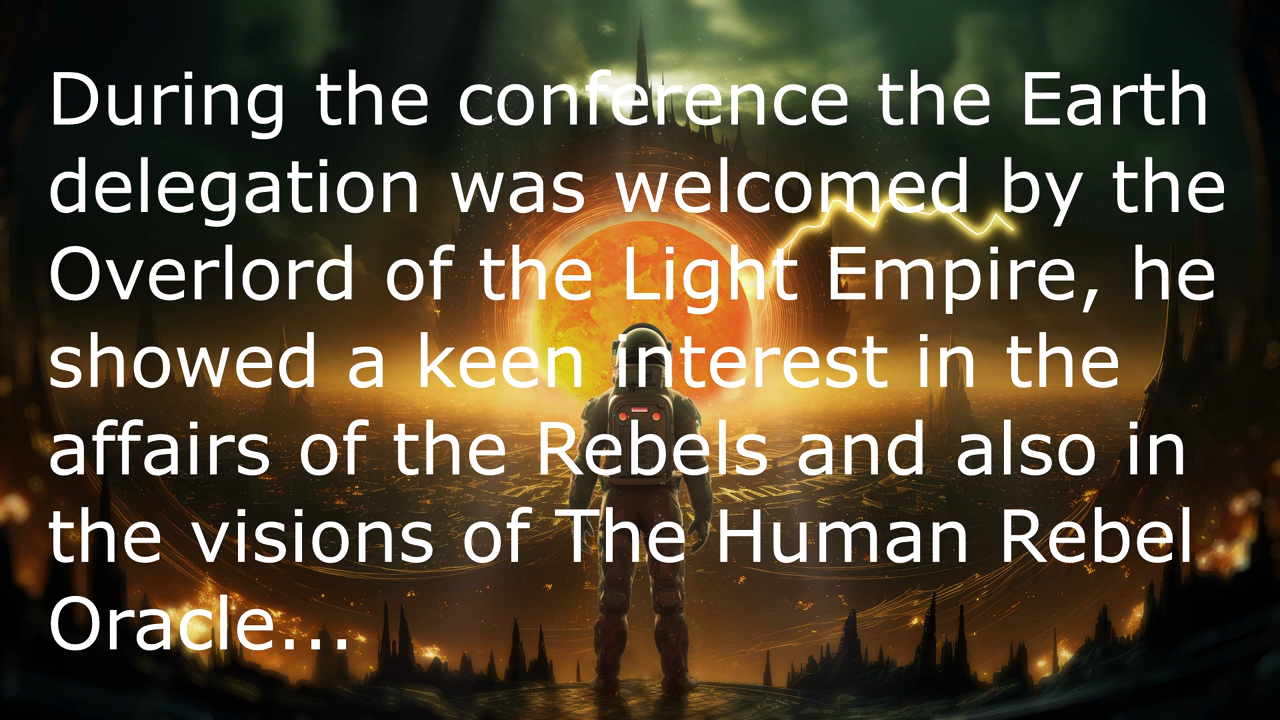 During the conference the Earth
delegation was welcomed by the
Overlord of the Light Empire, he
showed a keen interest in the
affairs of the Rebels and also in
the visions of The Human Rebel
Oracle...